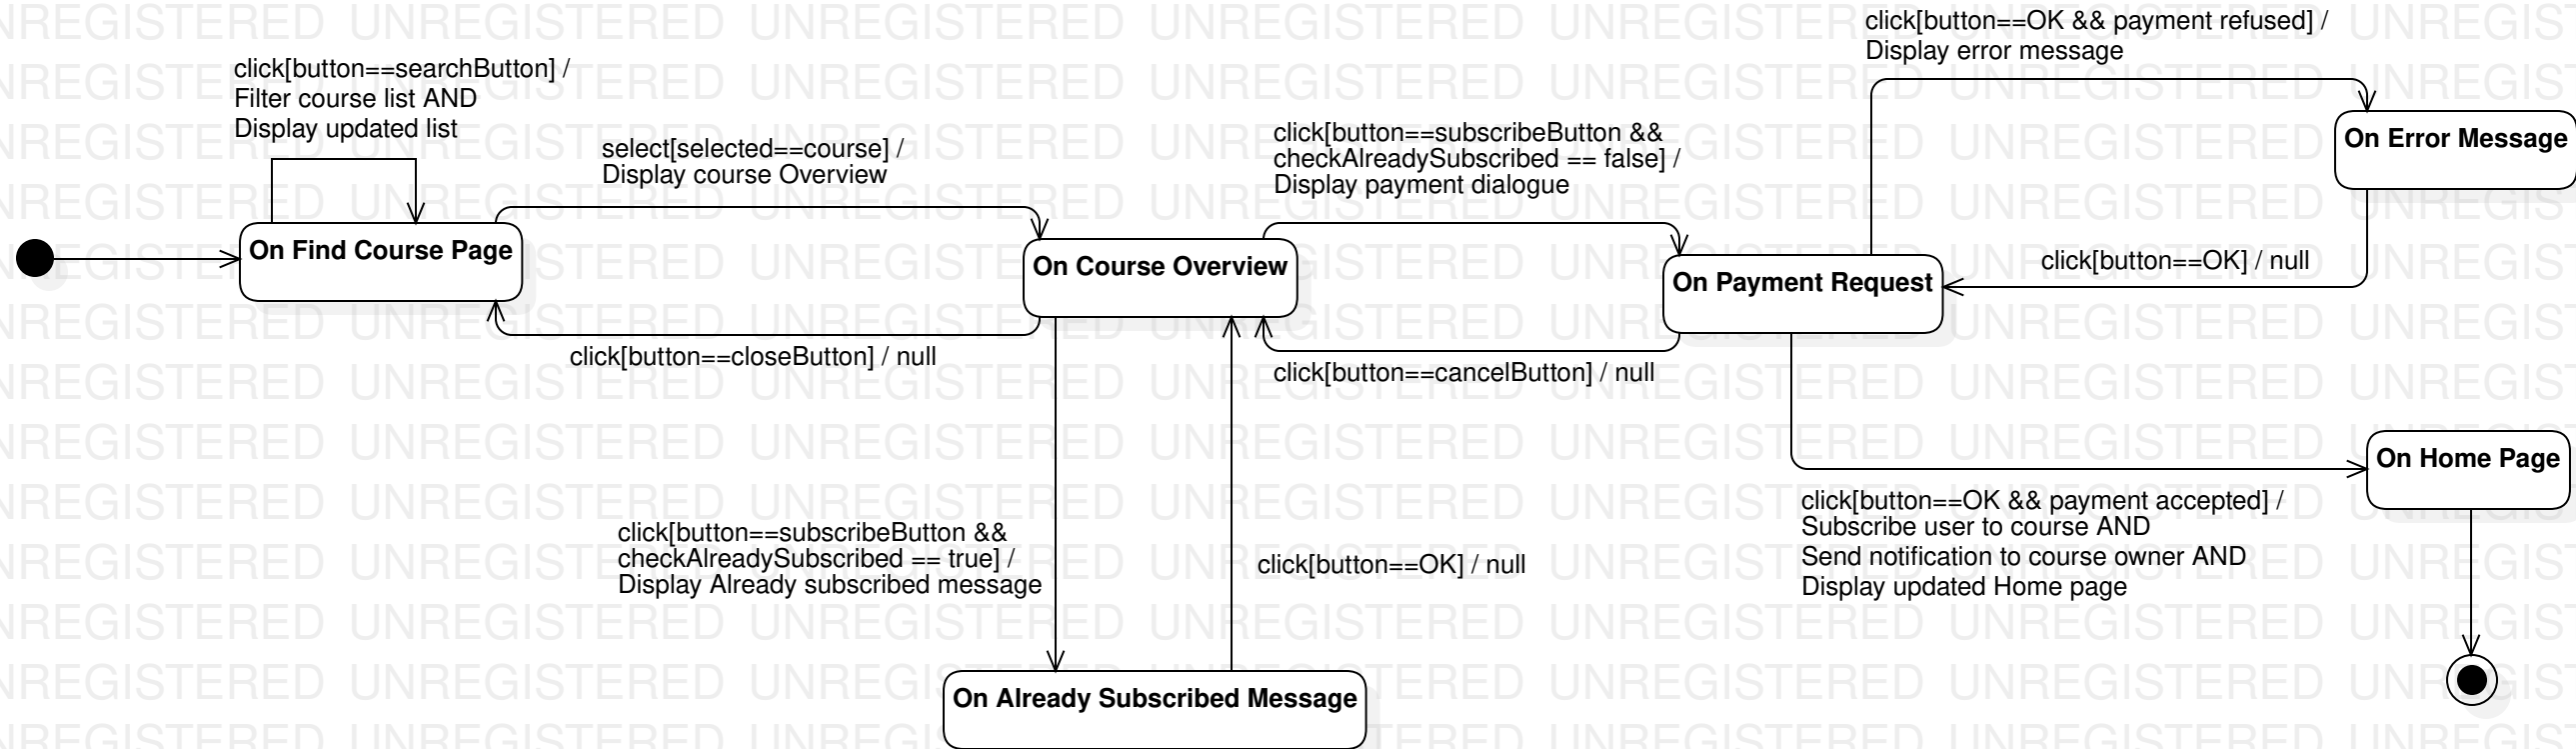 click[button==searchButton] /
Filter course list AND
Display updated list
On Find Course Page
select[selected==course] /
Display course Overview
click[button==closeButton] / null
On Course Overview
click[button==subscribeButton &&
checkAlreadySubscribed == false] /
Display payment dialogue
click[button==cancelButton] / null
On Payment Request
click[button==OK && payment refused] /
Display error message
On Error Message
click[button==OK] / null
click[button==OK && payment accepted] /
Subscribe user to course AND
Send notification to course owner AND
Display updated Home page
On Home Page
click[button==subscribeButton &&
checkAlreadySubscribed == true] /
Display Already subscribed message
click[button==OK] / null
On Already Subscribed Message
UNREGISTERED